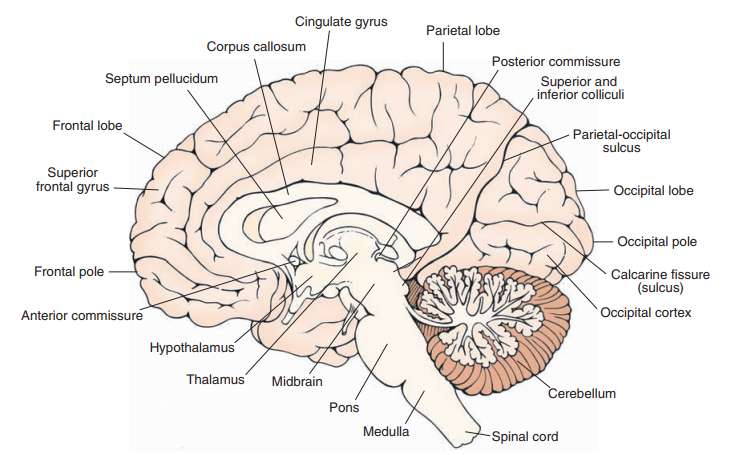 Cingulate gyrus
Parietal lobe
Corpus callosum
Posterior commissure
Septum pellucidum
Superior and
inferior colliculi
Frontal lobe
Parietal-occipital
sulcus
Superior
frontal gyrus
Occipital lobe
Occipital pole
Frontal pole
Calcarine fissure
(sulcus)
Anterior commissure
Occipital cortex
Hypothalamus
Thalamus
Midbrain
Cerebellum
Pons
Medulla
Spinal cord